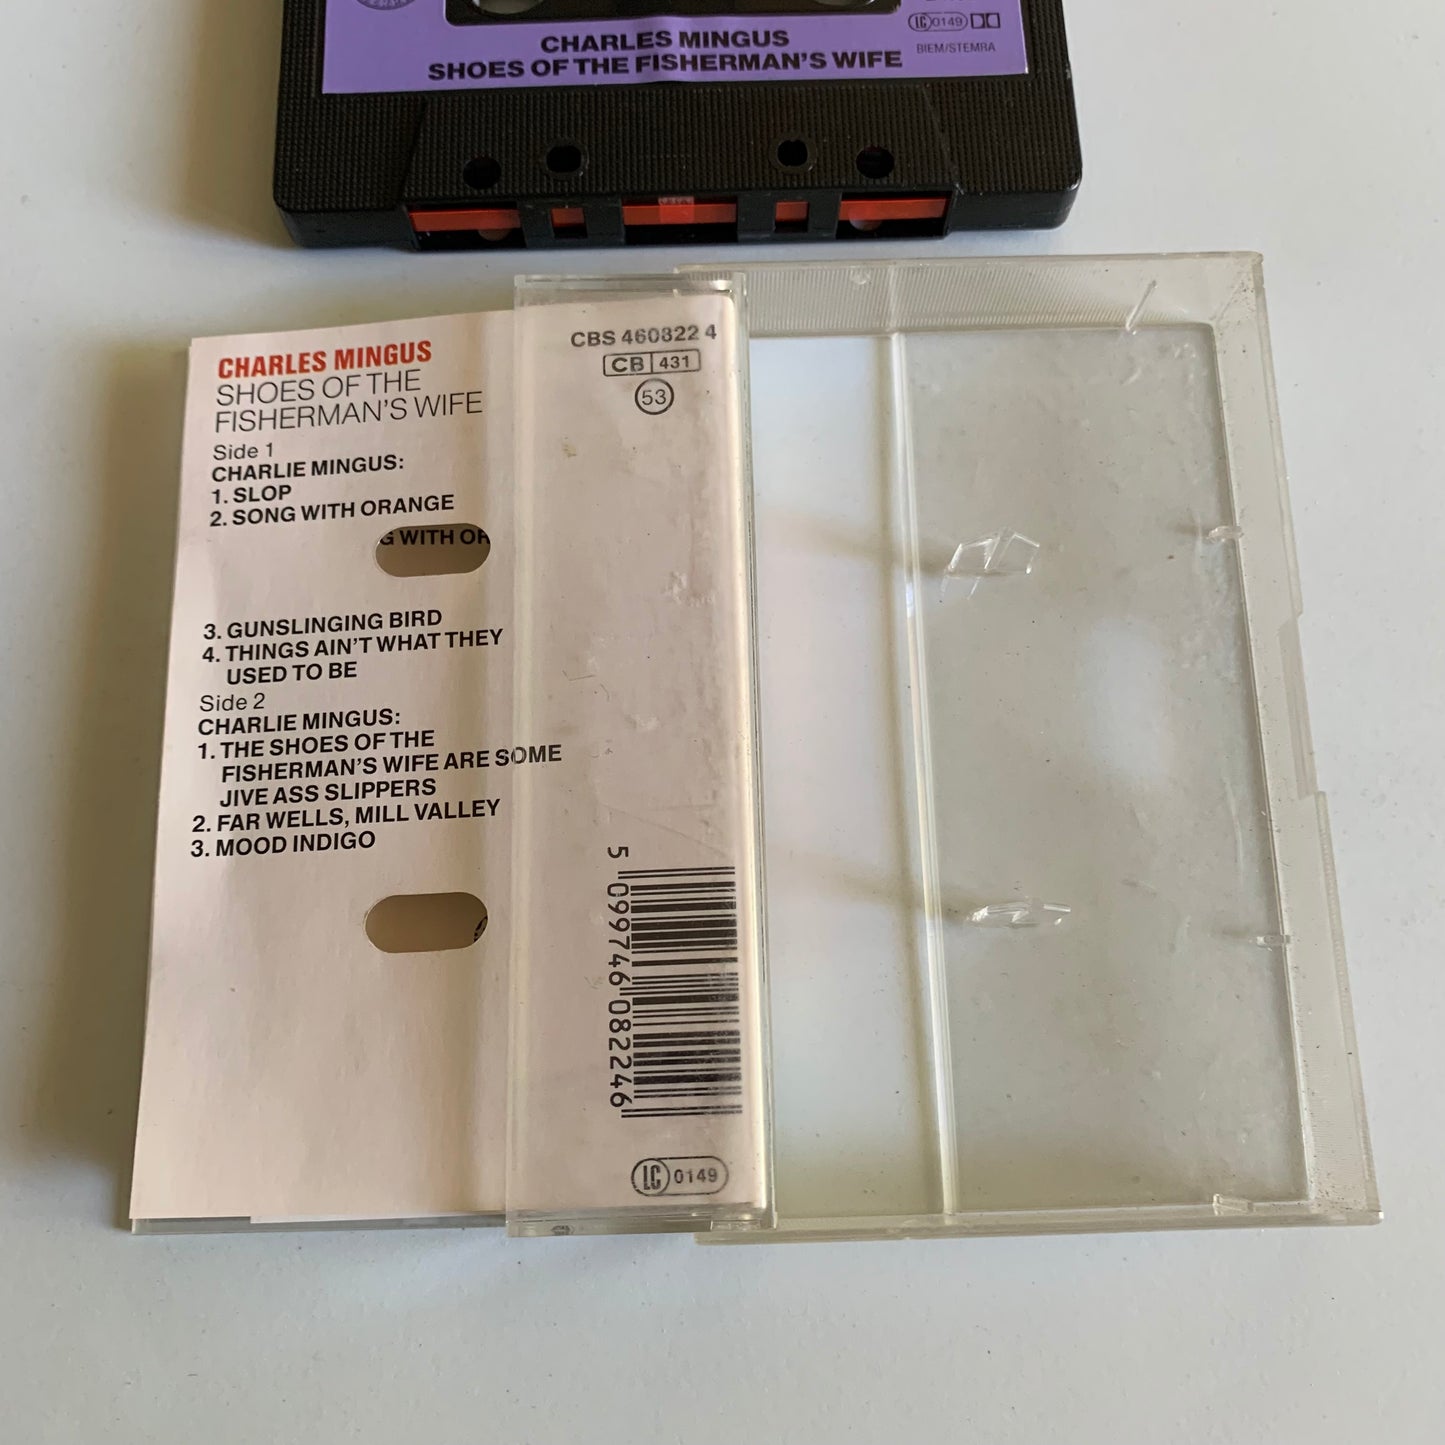 CHARLES MINGUS
SHOES OF THE FISHERMAN'S WIFE
LC 0149
BIEM/STEMRA
CHARLES MINGUS
SHOES OF THE
FISHERMAN'S WIFE
Side 1
CHARLIE MINGUS:
1. SLOP
2. SONG WITH ORANGE
G WITH OR
3. GUNSLINGING BIRD
4. THINGS AIN'T WHAT THEY
USED TO BE
Side 2
CHARLIE MINGUS:
1. THE SHOES OF THE
FISHERMAN'S WIFE ARE SOME
JIVE ASS SLIPPERS
2. FAR WELLS, MILL VALLEY
3. MOOD INDIGO
CBS 460822 4
CB 431
53
5 099746 082246
LC 0149